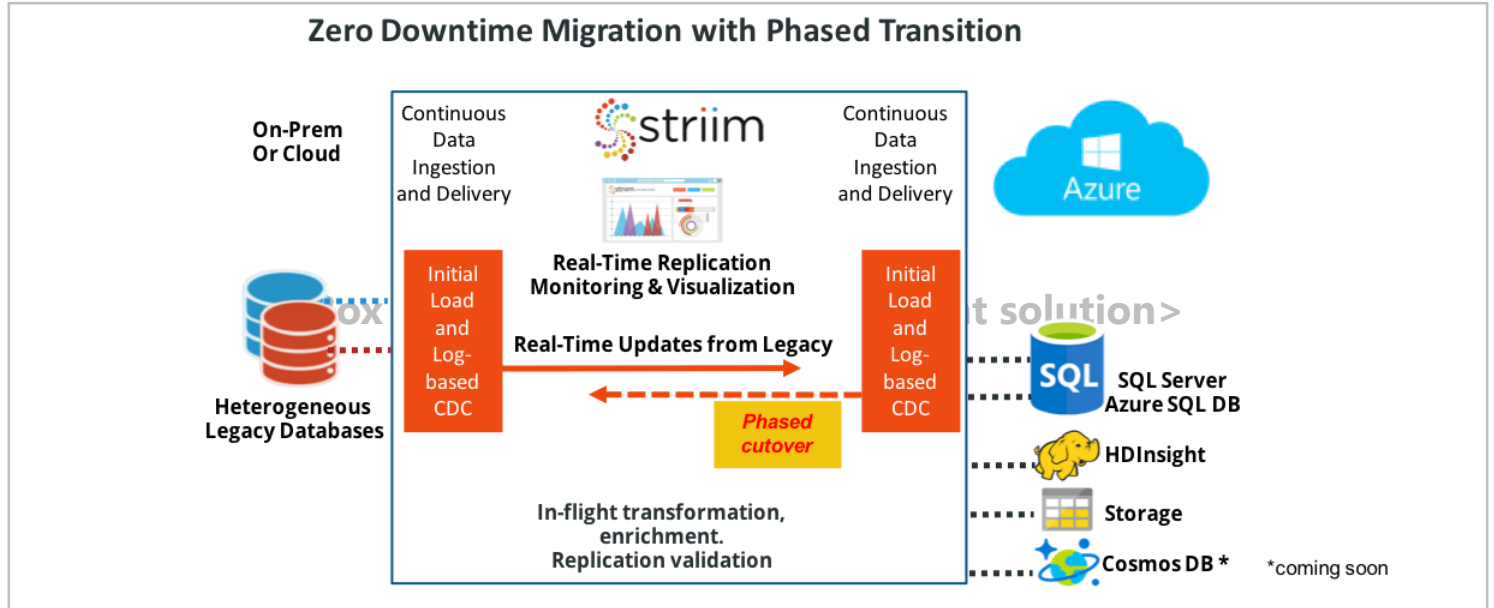 Zero Downtime Migration with Phased Transition
On-Prem
Or Cloud
Continuous
Data
Ingestion
and Delivery
striim
striim
Continuous
Data
Ingestion
and Delivery
Azure
Real-Time Replication
Monitoring & Visualization
Initial
Load
and
Log-
based
CDC
Initial
Load
and
Log-
based
CDC
solution>
Real-Time Updates from Legacy
Phased
cutover
Heterogeneous
Legacy Databases
SQL
SQL Server
Azure SQL DB
HDInsight
Storage
Cosmos DB *
*coming soon
In-flight transformation,
enrichment.
Replication validation